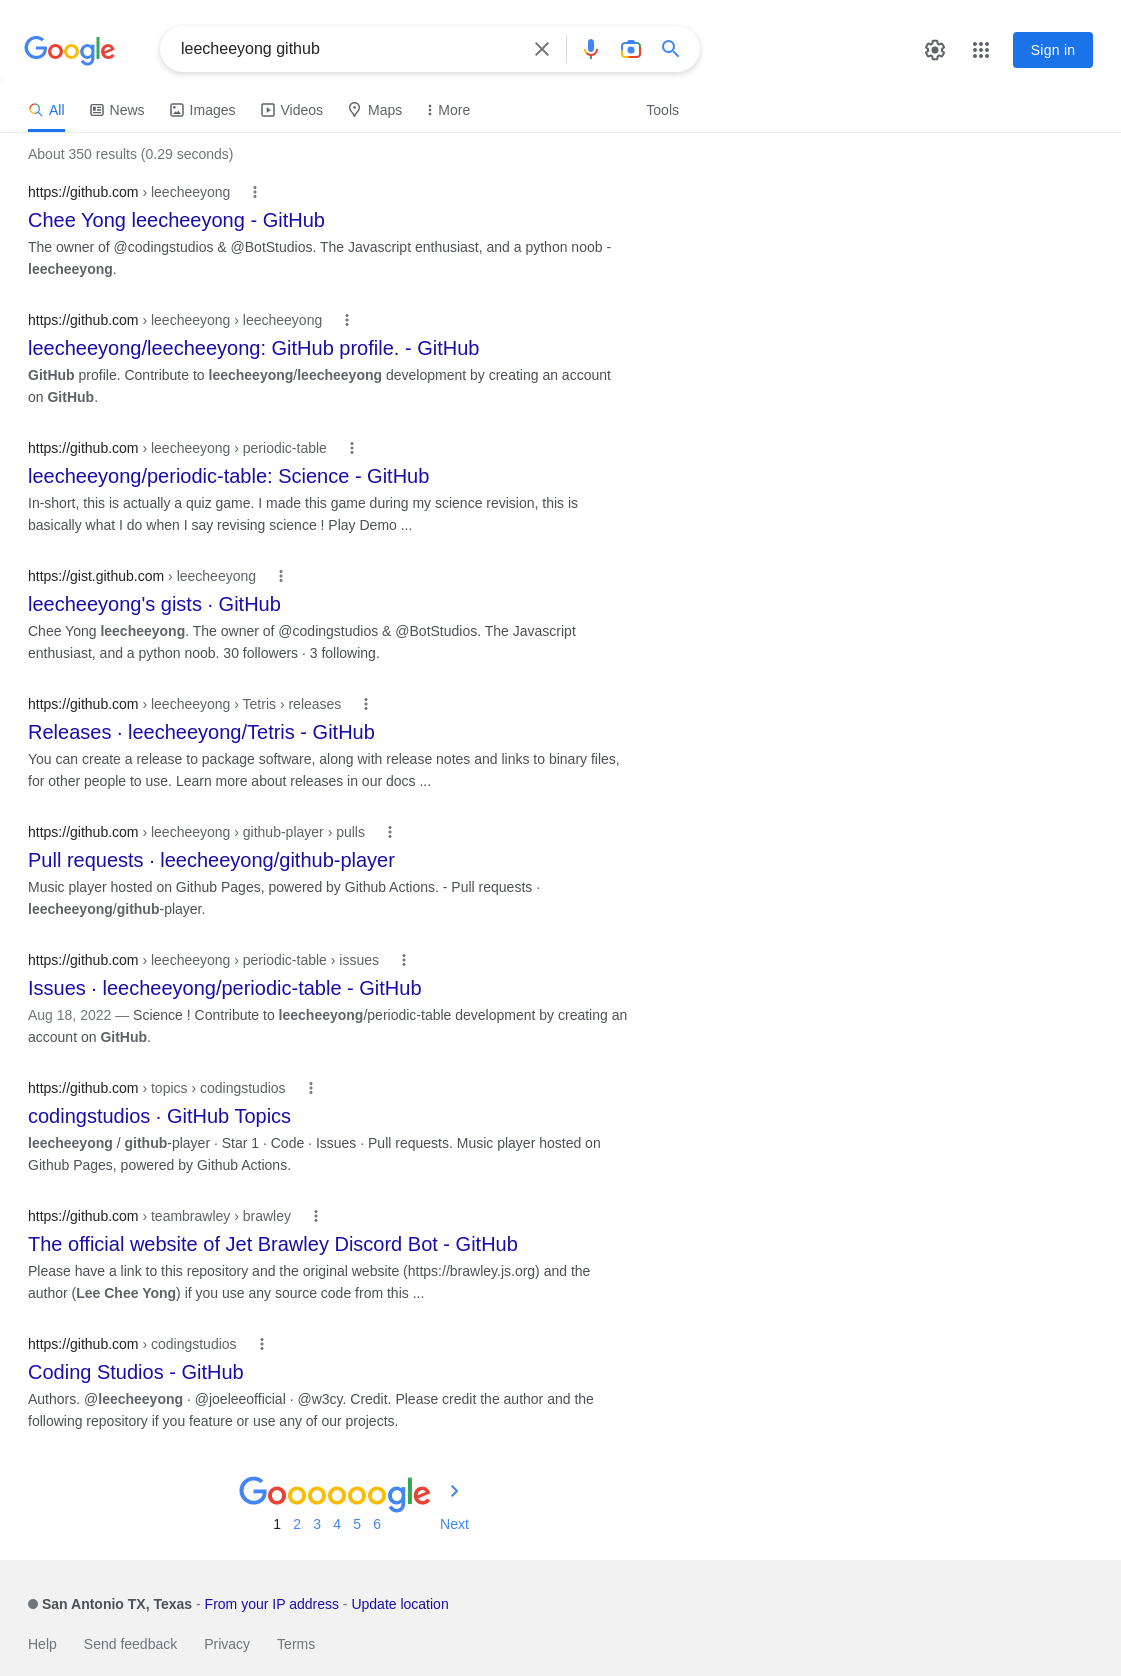 Google
leecheeyong github
Sign in
All
News
Images
Videos
Maps
More
Tools
About 350 results (0.29 seconds)
https://github.com › leecheeyong
Chee Yong leecheeyong - GitHub
The owner of @codingstudios & @BotStudios. The Javascript enthusiast, and a python noob -
leecheeyong.
https://github.com › leecheeyong › leecheeyong
leecheeyong/leecheeyong: GitHub profile. - GitHub
GitHub profile. Contribute to leecheeyong/leecheeyong development by creating an account
on GitHub.
https://github.com › leecheeyong › periodic-table
leecheeyong/periodic-table: Science - GitHub
In-short, this is actually a quiz game. I made this game during my science revision, this is
basically what I do when I say revising science ! Play Demo ...
https://gist.github.com › leecheeyong
leecheeyong's gists · GitHub
Chee Yong leecheeyong. The owner of @codingstudios & @BotStudios. The Javascript
enthusiast, and a python noob. 30 followers · 3 following.
https://github.com › leecheeyong › Tetris › releases
Releases · leecheeyong/Tetris - GitHub
You can create a release to package software, along with release notes and links to binary files,
for other people to use. Learn more about releases in our docs ...
https://github.com › leecheeyong › github-player › pulls
Pull requests · leecheeyong/github-player
Music player hosted on Github Pages, powered by Github Actions. - Pull requests ·
leecheeyong/github-player.
https://github.com › leecheeyong › periodic-table › issues
Issues · leecheeyong/periodic-table - GitHub
Aug 18, 2022 — Science ! Contribute to leecheeyong/periodic-table development by creating an
account on GitHub.
https://github.com › topics › codingstudios
codingstudios · GitHub Topics
leecheeyong / github-player · Star 1 · Code · Issues · Pull requests. Music player hosted on
Github Pages, powered by Github Actions.
https://github.com › teambrawley › brawley
The official website of Jet Brawley Discord Bot - GitHub
Please have a link to this repository and the original website (https://brawley.js.org) and the
author (Lee Chee Yong) if you use any source code from this ...
https://github.com › codingstudios
Coding Studios - GitHub
Authors. @leecheeyong · @joeleeofficial · @w3cy. Credit. Please credit the author and the
following repository if you feature or use any of our projects.
Goooooogle
1 2 3 4 5 6 Next
San Antonio TX, Texas - From your IP address - Update location
Help Send feedback Privacy Terms